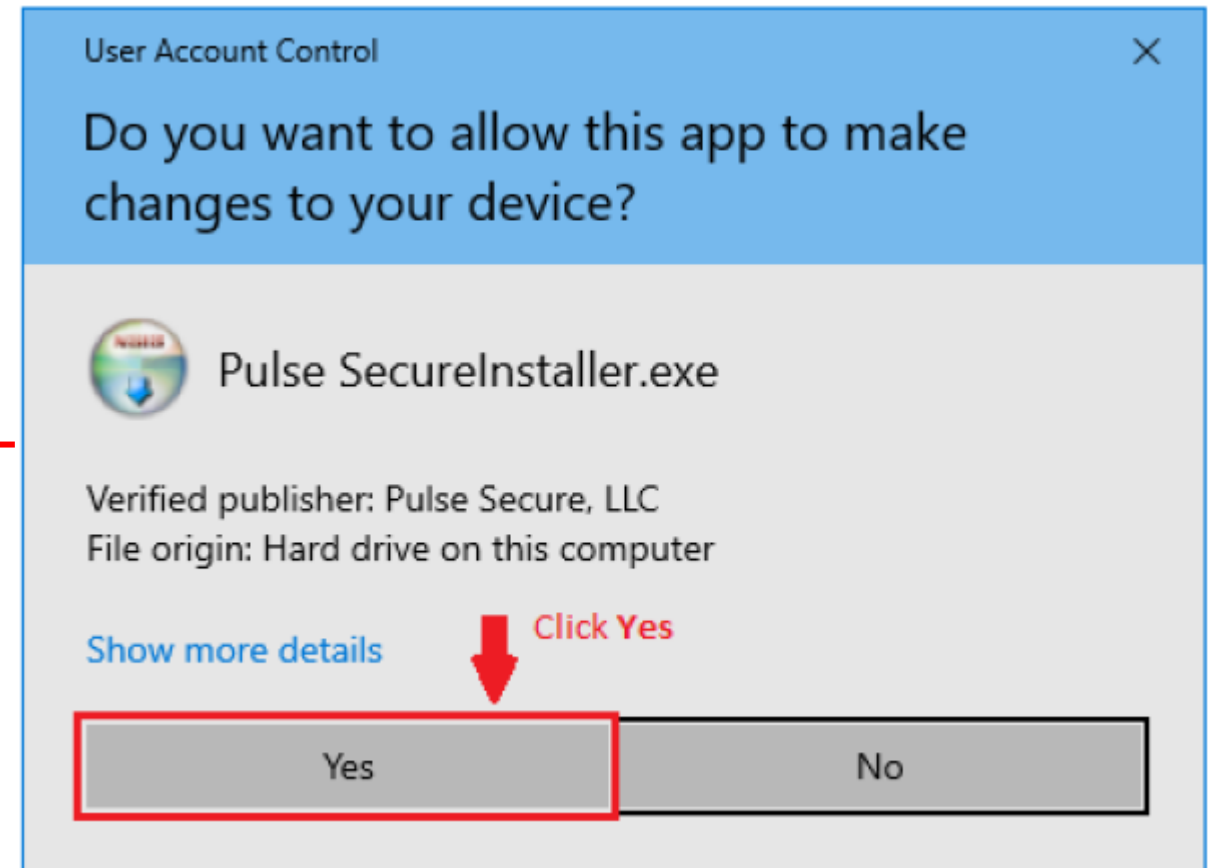 User Account Control
Do you want to allow this app to make
changes to your device?
Pulse SecureInstaller.exe
Verified publisher: Pulse Secure, LLC
File origin: Hard drive on this computer
Click Yes
Show more details
Yes
No